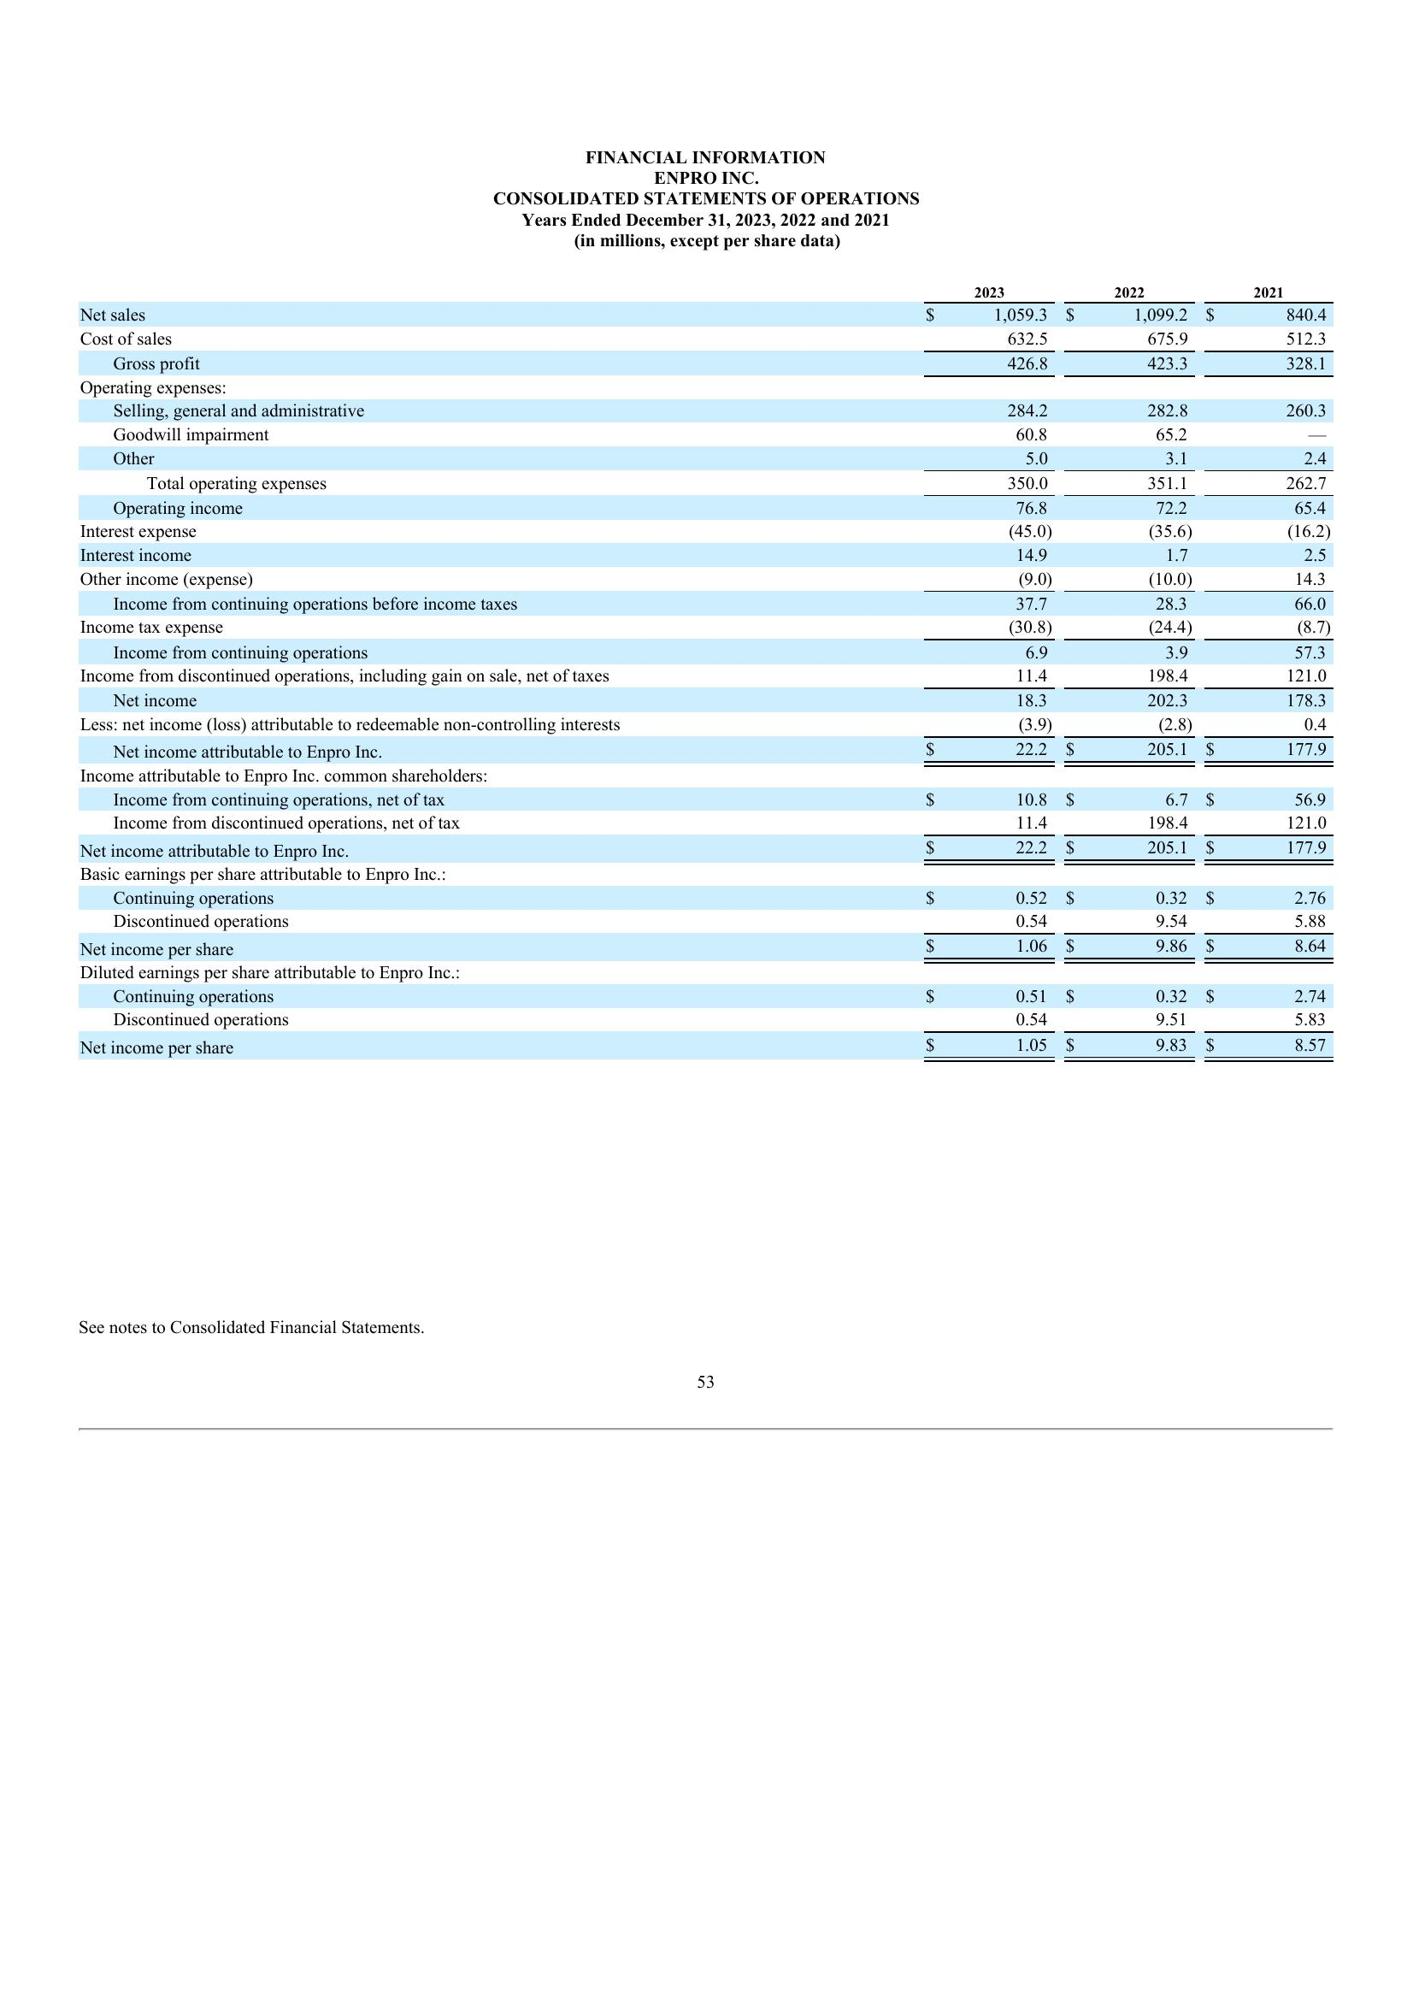 FINANCIAL INFORMATION
ENPRO INC.
CONSOLIDATED STATEMENTS OF OPERATIONS
Years Ended December 31, 2023, 2022 and 2021
(in millions, except per share data)
2023 2022 2021
Net sales $ 1,059.3 $ 1,099.2 $ 840.4
Cost of sales 632.5 675.9 512.3
Gross profit 426.8 423.3 328.1
Operating expenses:
Selling, general and administrative 284.2 282.8 260.3
Goodwill impairment 60.8 65.2 —
Other 5.0 3.1 2.4
Total operating expenses 350.0 351.1 262.7
Operating income 76.8 72.2 65.4
Interest expense (45.0) (35.6) (16.2)
Interest income 14.9 1.7 2.5
Other income (expense) (9.0) (10.0) 14.3
Income from continuing operations before income taxes 37.7 28.3 66.0
Income tax expense (30.8) (24.4) (8.7)
Income from continuing operations 6.9 3.9 57.3
Income from discontinued operations, including gain on sale, net of taxes 11.4 198.4 121.0
Net income 18.3 202.3 178.3
Less: net income (loss) attributable to redeemable non-controlling interests (3.9) (2.8) 0.4
Net income attributable to Enpro Inc. $ 22.2 $ 205.1 $ 177.9
Income attributable to Enpro Inc. common shareholders:
Income from continuing operations, net of tax $ 10.8 $ 6.7 $ 56.9
Income from discontinued operations, net of tax 11.4 198.4 121.0
Net income attributable to Enpro Inc. $ 22.2 $ 205.1 $ 177.9
Basic earnings per share attributable to Enpro Inc.:
Continuing operations $ 0.52 $ 0.32 $ 2.76
Discontinued operations 0.54 9.54 5.88
Net income per share $ 1.06 $ 9.86 $ 8.64
Diluted earnings per share attributable to Enpro Inc.:
Continuing operations $ 0.51 $ 0.32 $ 2.74
Discontinued operations 0.54 9.51 5.83
Net income per share $ 1.05 $ 9.83 $ 8.57
See notes to Consolidated Financial Statements.
53